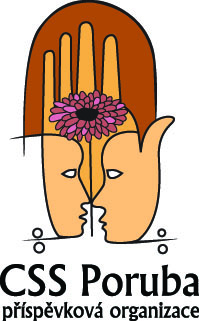 CSS Poruba
příspěvková organizace